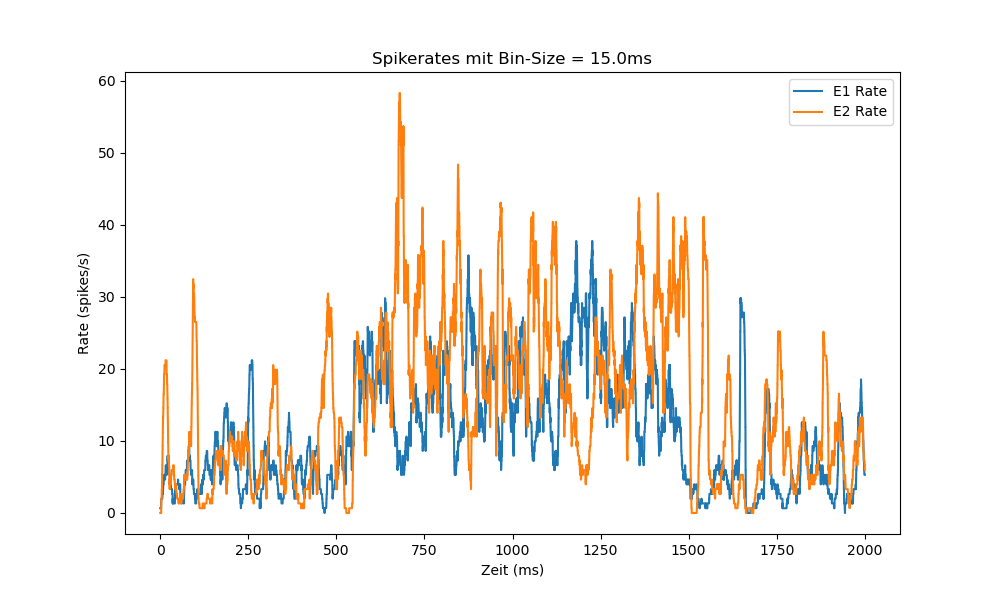 Spikerates mit Bin-Size = 15.0ms
E1 Rate
E2 Rate
60
50
40
30
20
10
0
Rate (spikes/s)
0 250 500 750 1000 1250 1500 1750 2000
Zeit (ms)